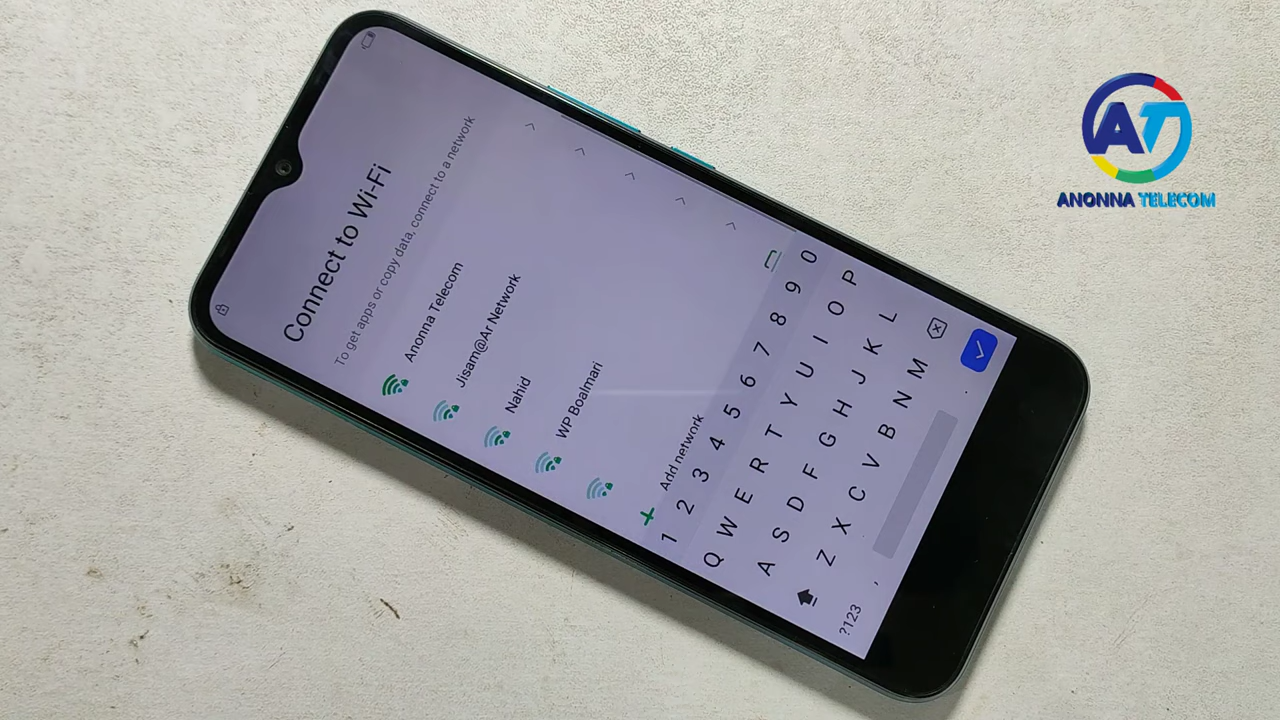 Connect to Wi-Fi
To get apps or copy data, connect to a network
Anonna Telecom
Jisam@Ar Network
Nahid
WP Boalmari
+ Add network
1 2 3 4 5 6 7 8 9 0
Q W E R T Y U I O P
A S D F G H J K L
Z X C V B N M
?123 ,
AT
ANONNA TELECOM